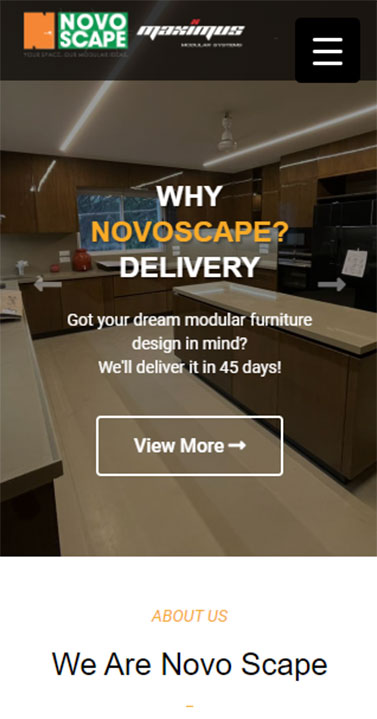 NOVO
SCAPE
YOUR SPACE. OUR MODULAR IDEAS.
maximus
MODULAR SYSTEMS
WHY
NOVOSCAPE?
DELIVERY
Got your dream modular furniture
design in mind?
We'll deliver it in 45 days!
View More
ABOUT US
We Are Novo Scape